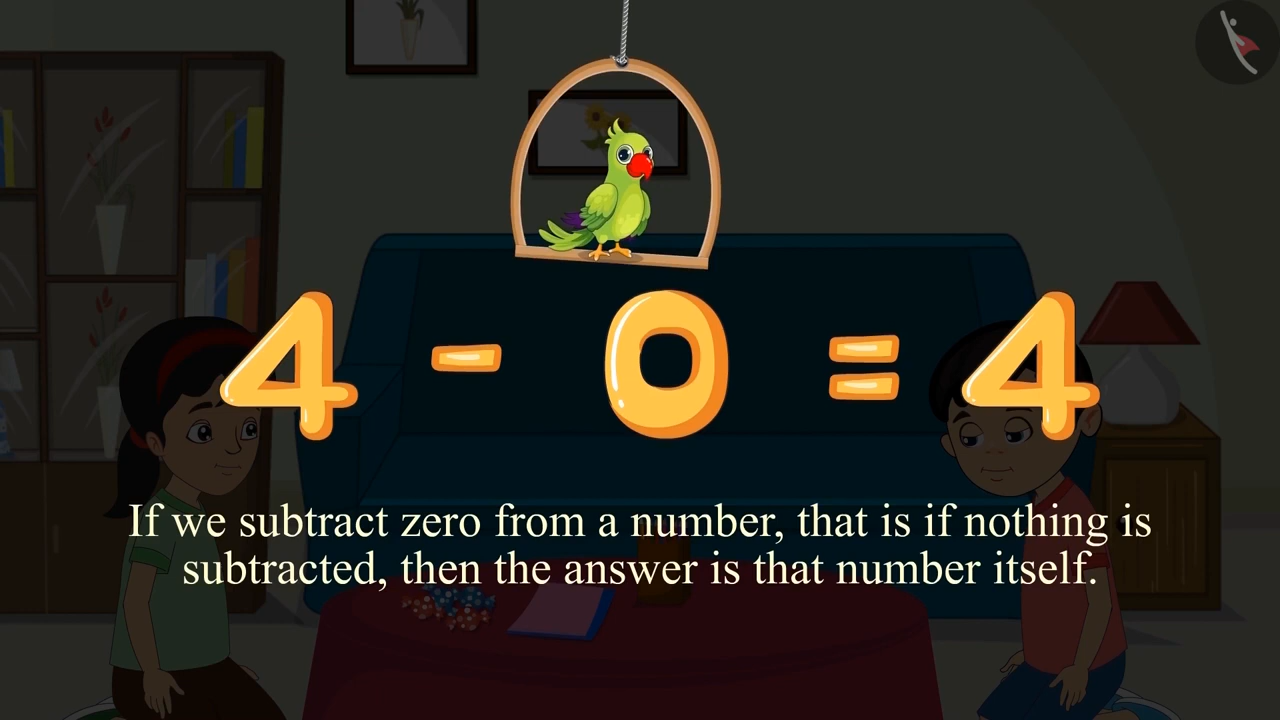 4 - 0 = 4
If we subtract zero from a number, that is if nothing is
subtracted, then the answer is that number itself.